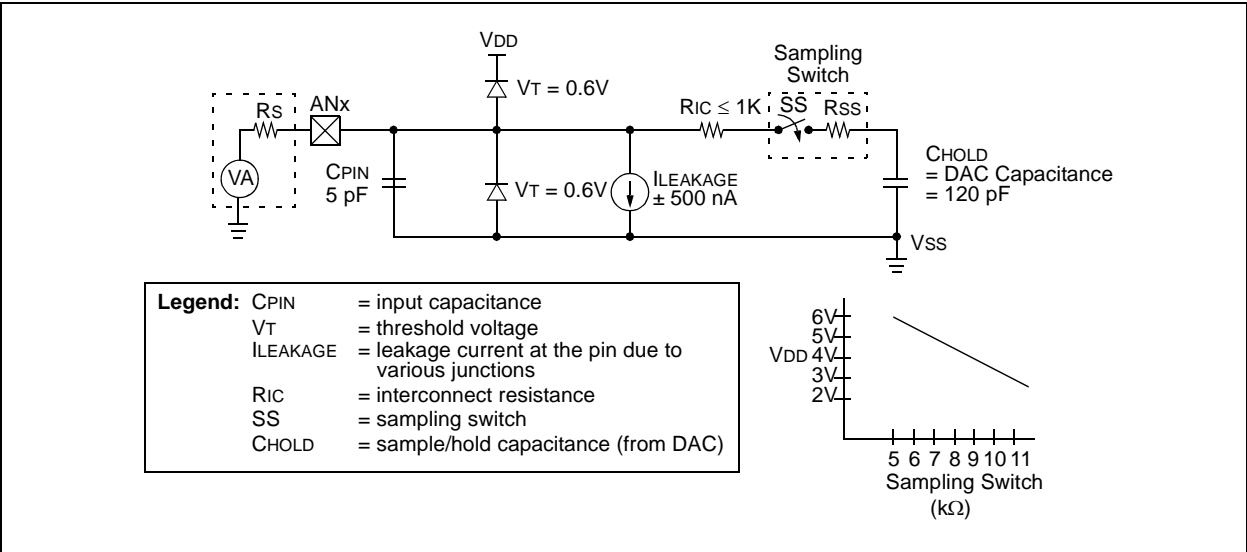 VDD
Sampling
Switch
VT = 0.6V
RS
ANx
RIC ≤ 1K
SS
RSS
VA
CPIN
5 pF
VT = 0.6V
ILEAKAGE
± 500 nA
CHOLD
= DAC Capacitance
= 120 pF
VSS
Legend: CPIN = input capacitance
VT = threshold voltage
ILEAKAGE = leakage current at the pin due to
various junctions
RIC = interconnect resistance
SS = sampling switch
CHOLD = sample/hold capacitance (from DAC)
6V
5V
VDD 4V
3V
2V
5 6 7 8 9 10 11
Sampling Switch
(kΩ)